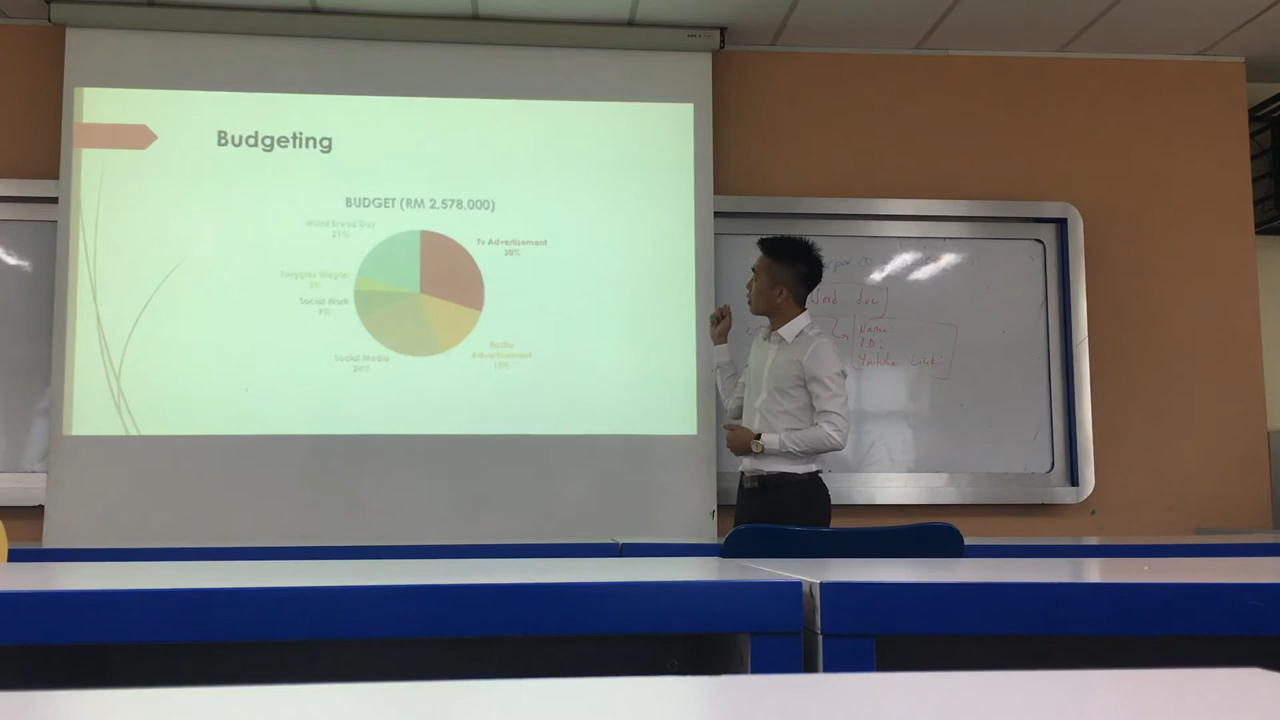 Budgeting
BUDGET (RM 2,578,000)
World Bread Day
21%
Tv Advertisement
30%
Social Work
Social Media
24%
Radio
Advertisement
15%
Word doc
Name:
I.D:
Youtube Link: